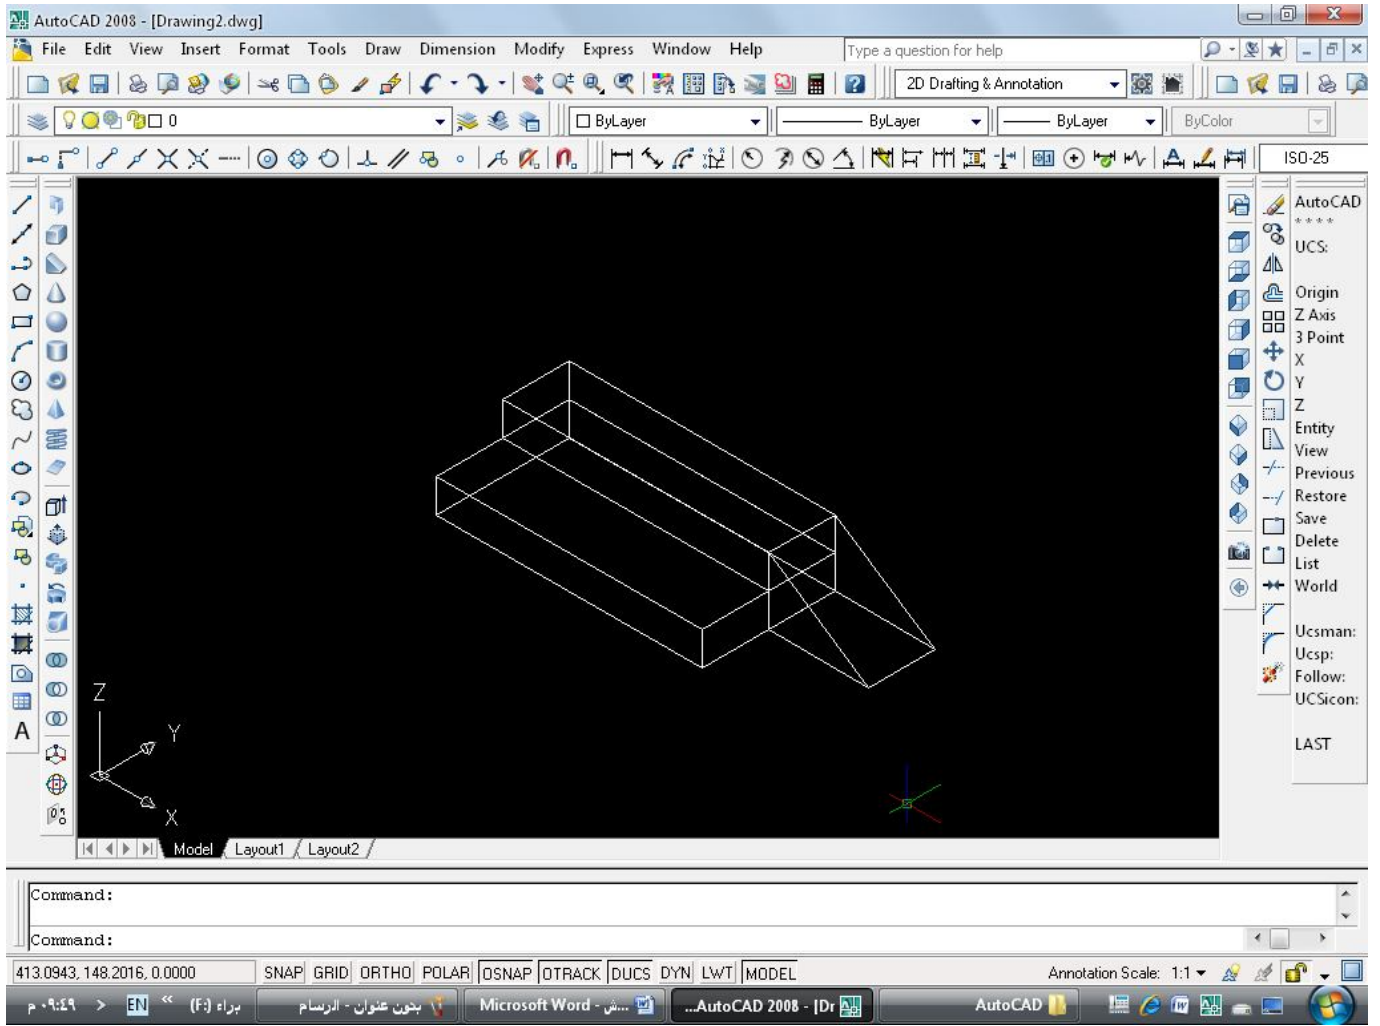 AutoCAD 2008 - [Drawing2.dwg]
File Edit View Insert Format Tools Draw Dimension Modify Express Window Help Type a question for help
2D Drafting & Annotation
0 ByLayer ByLayer ByLayer ByColor
ISO-25
AutoCAD
* * * *
UCS:
Origin
Z Axis
3 Point
X
Y
Z
Entity
View
Previous
Restore
Save
Delete
List
World
Ucsman:
Ucsp:
Follow:
UCSicon:
LAST
A
Z
Y
X
Model Layout1 Layout2
Command:
Command:
413.0943, 148.2016, 0.0000 SNAP GRID ORTHO POLAR OSNAP OTRACK DUCS DYN LWT MODEL Annotation Scale: 1:1
٠٩:٤٩ م < EN » براء (F:) بدون عنوان - الرسام Microsoft Word - ش... ...AutoCAD 2008 - [Dr AutoCAD